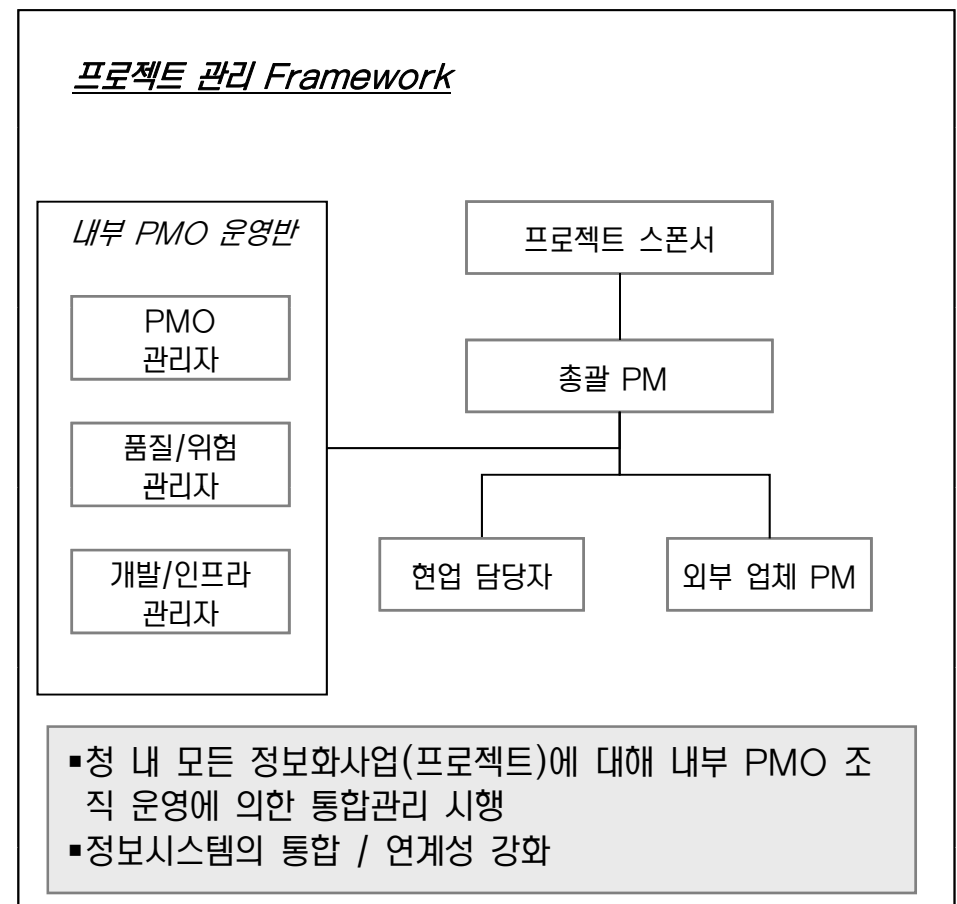 프로젝트 관리 Framework
내부 PMO 운영반
PMO
관리자
품질/위험
관리자
개발/인프라
관리자
프로젝트 스폰서
총괄 PM
현업 담당자
외부 업체 PM
▪청 내 모든 정보화사업(프로젝트)에 대해 내부 PMO 조
직 운영에 의한 통합관리 시행
▪정보시스템의 통합 / 연계성 강화